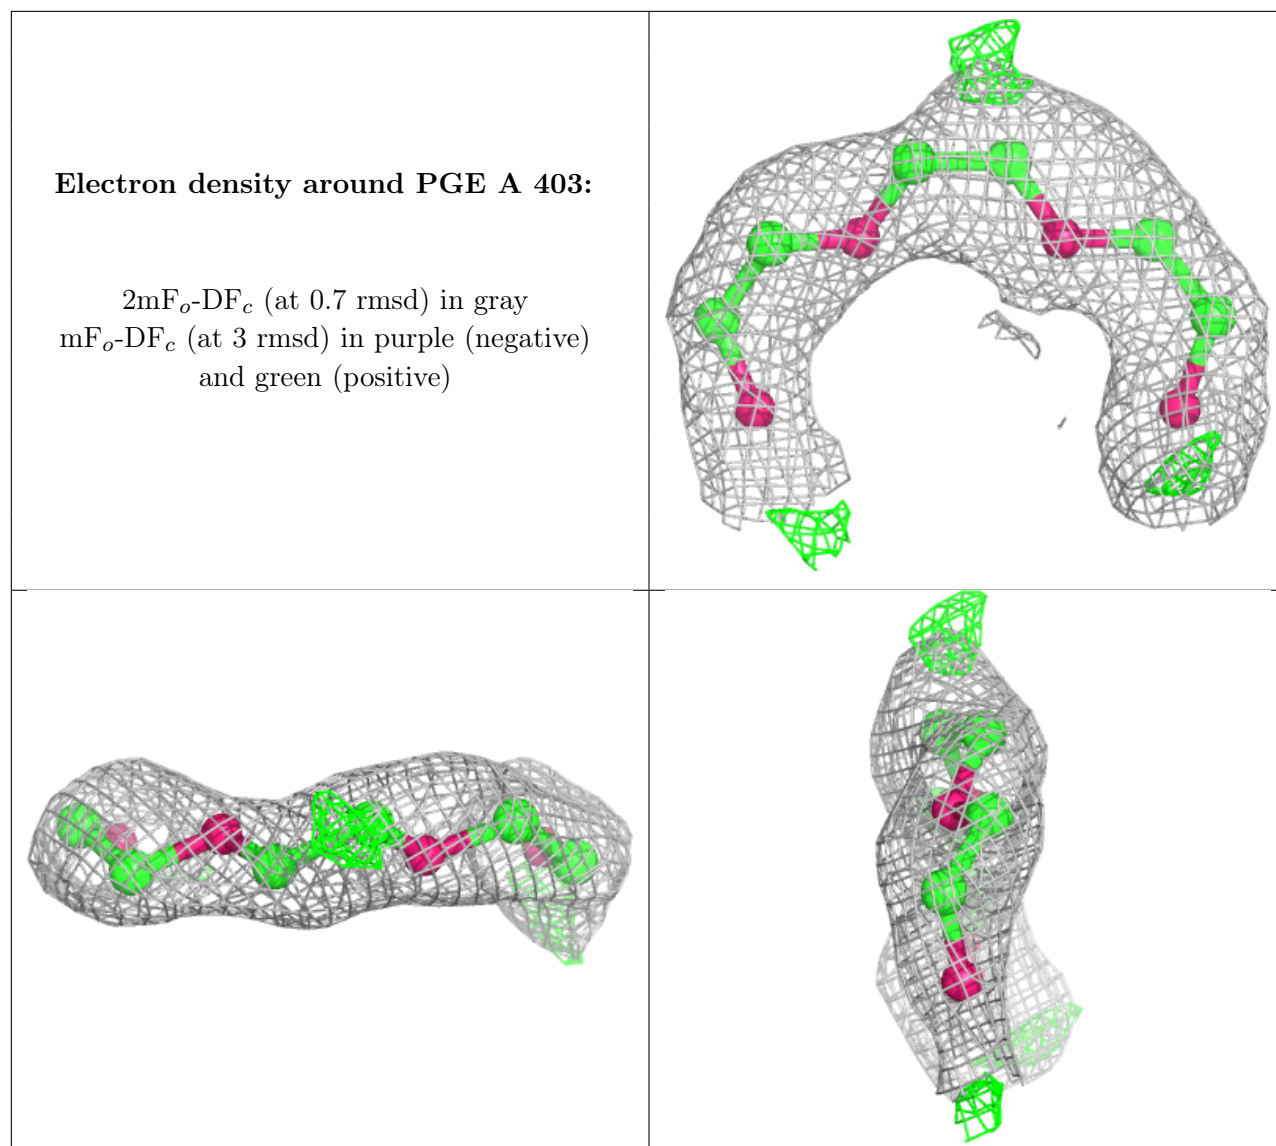 Electron density around PGE A 403:
2mFo-DFc (at 0.7 rmsd) in gray
mFo-DFc (at 3 rmsd) in purple (negative)
and green (positive)